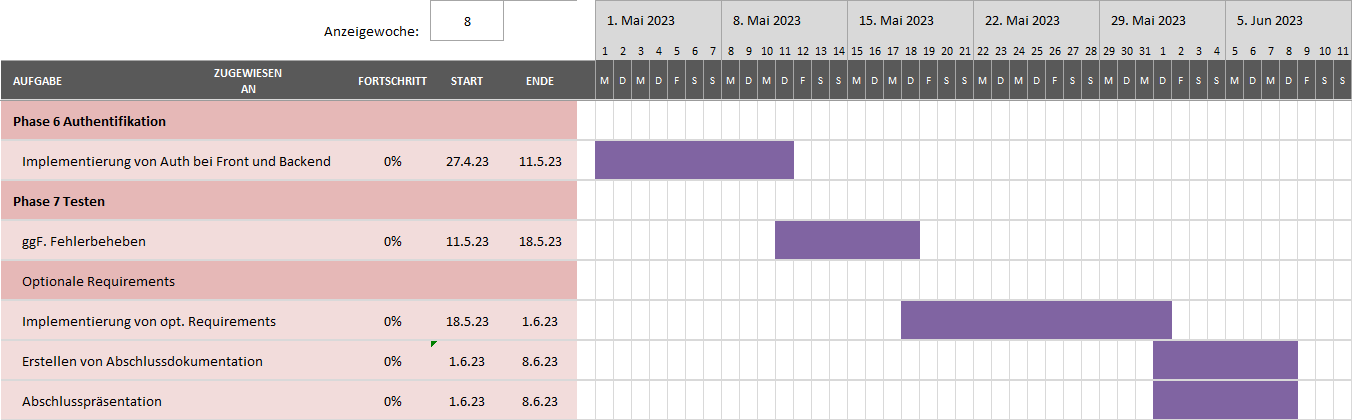 Anzeigewoche: 8
1. Mai 2023 8. Mai 2023 15. Mai 2023 22. Mai 2023 29. Mai 2023 5. Jun 2023
1 2 3 4 5 6 7 8 9 10 11 12 13 14 15 16 17 18 19 20 21 22 23 24 25 26 27 28 29 30 31 1 2 3 4 5 6 7 8 9 10 11
AUFGABE ZUGEWIESEN AN FORTSCHRITT START ENDE M D M D F S S M D M D F S S M D M D F S S M D M D F S S M D M D F S S M D M D F S S
Phase 6 Authentifikation
Implementierung von Auth bei Front und Backend 0% 27.4.23 11.5.23
Phase 7 Testen
ggF. Fehlerbeheben 0% 11.5.23 18.5.23
Optionale Requirements
Implementierung von opt. Requirements 0% 18.5.23 1.6.23
Erstellen von Abschlussdokumentation 0% 1.6.23 8.6.23
Abschlusspräsentation 0% 1.6.23 8.6.23